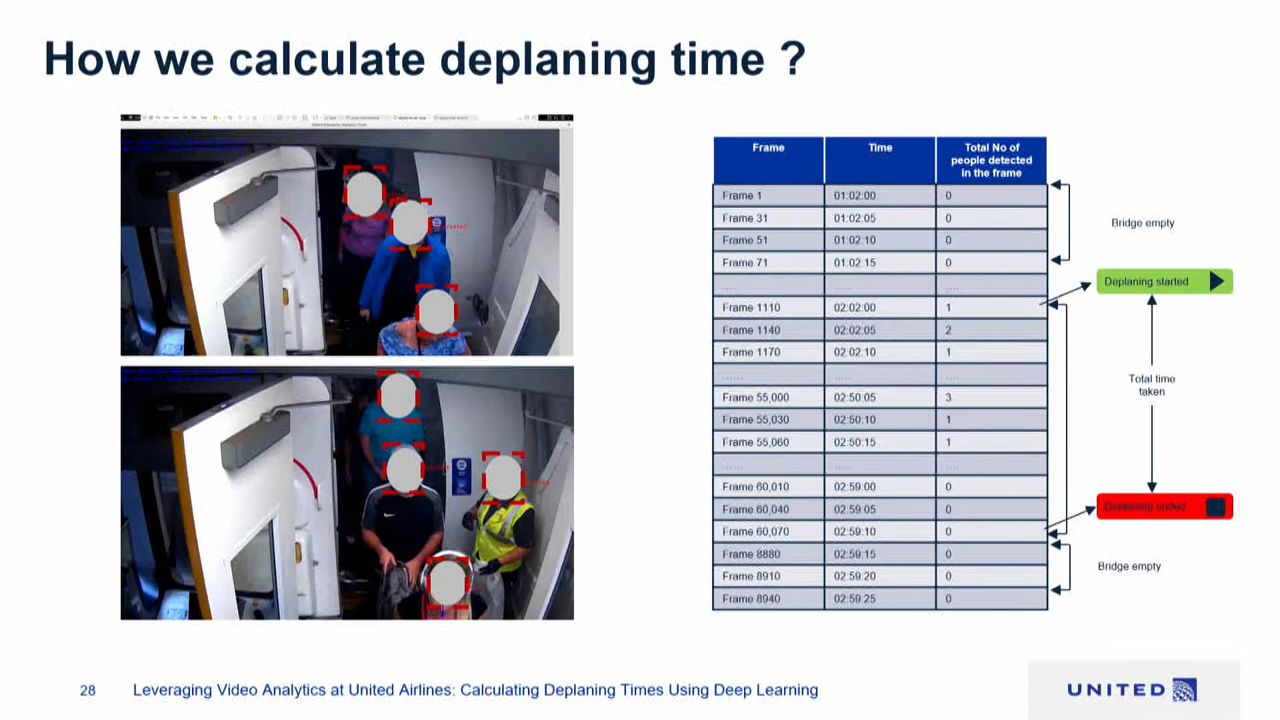 How we calculate deplaning time ?
Frame Time Total No of
people detected
in the frame
Frame 1 01:02:00 0
Frame 31 01:02:05 0
Frame 51 01:02:10 0
Frame 71 01:02:15 0
.... ..... ....
Frame 1110 02:02:00 1
Frame 1140 02:02:05 2
Frame 1170 02:02:10 1
...... ..... ....
Frame 55,000 02:50:05 3
Frame 55,030 02:50:10 1
Frame 55,060 02:50:15 1
...... ..... ....
Frame 60,010 02:59:00 0
Frame 60,040 02:59:05 0
Frame 60,070 02:59:10 0
Frame 8880 02:59:15 0
Frame 8910 02:59:20 0
Frame 8940 02:59:25 0
Bridge empty
Deplaning started
Total time
taken
Deplaning ended
Bridge empty
28 Leveraging Video Analytics at United Airlines: Calculating Deplaning Times Using Deep Learning
UNITED